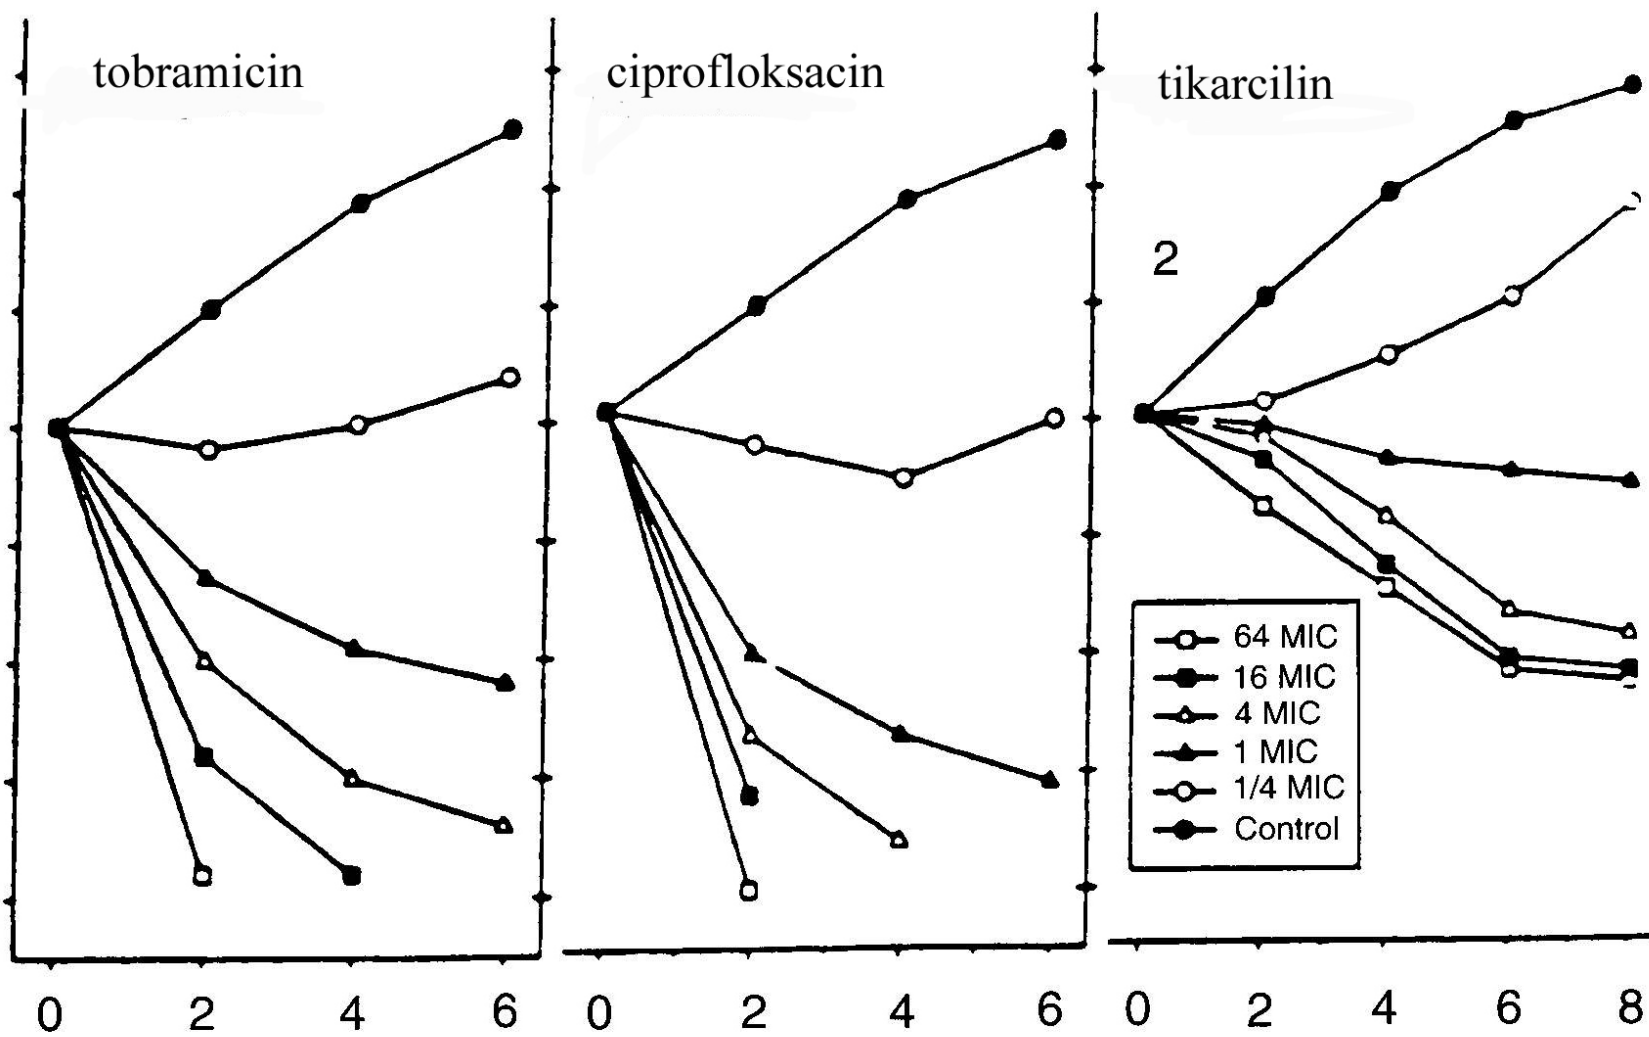 tobramicin
ciprofloksacin
tikarcilin
2
64 MIC
16 MIC
4 MIC
1 MIC
1/4 MIC
Control
0 2 4 6
0 2 4 6
0 2 4 6 8